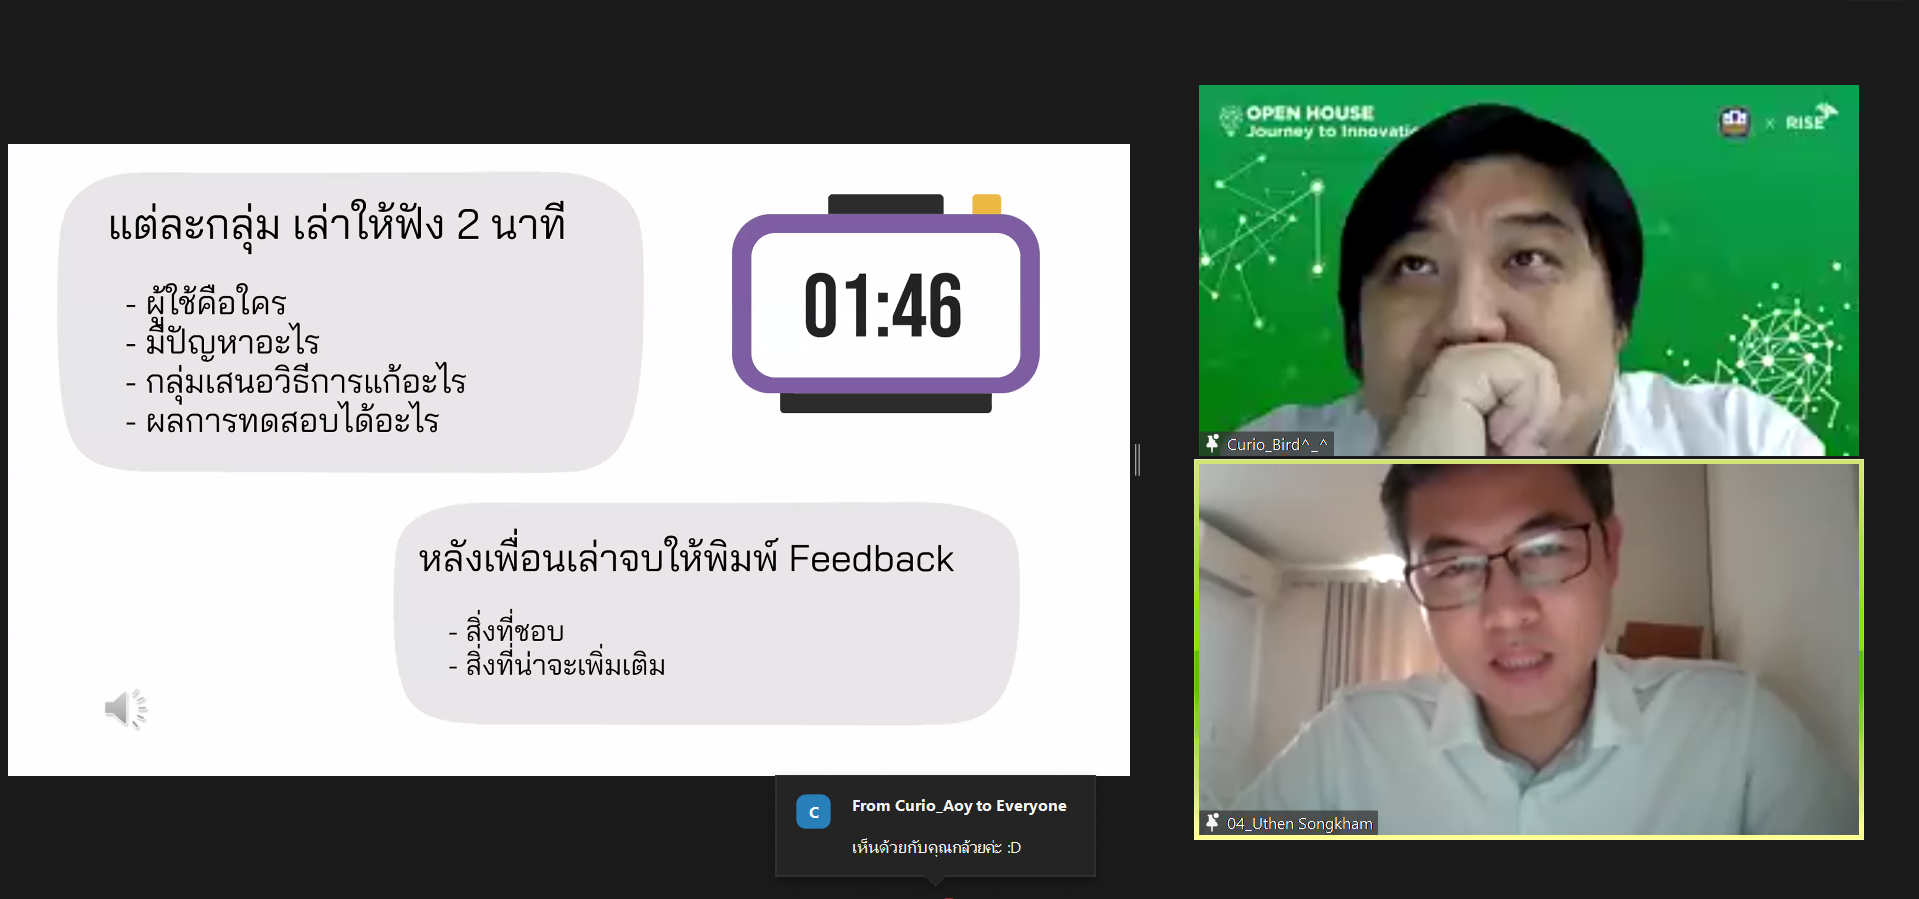 แต่ละกลุ่ม เล่าให้ฟัง 2 นาที
- ผู้ใช้คือใคร
- มีปัญหาอะไร
- กลุ่มเสนอวิธีการแก้อะไร
- ผลการทดสอบได้อะไร
01:46
หลังเพื่อนเล่าจบให้พิมพ์ Feedback
- สิ่งที่ชอบ
- สิ่งที่น่าจะเพิ่มเติม
OPEN HOUSE
Journey to Innovatio
x RISE
Curio_Bird^_^
04_Uthen Songkham
C
From Curio_Aoy to Everyone
เห็นด้วยกับคุณกล้วยค่ะ :D